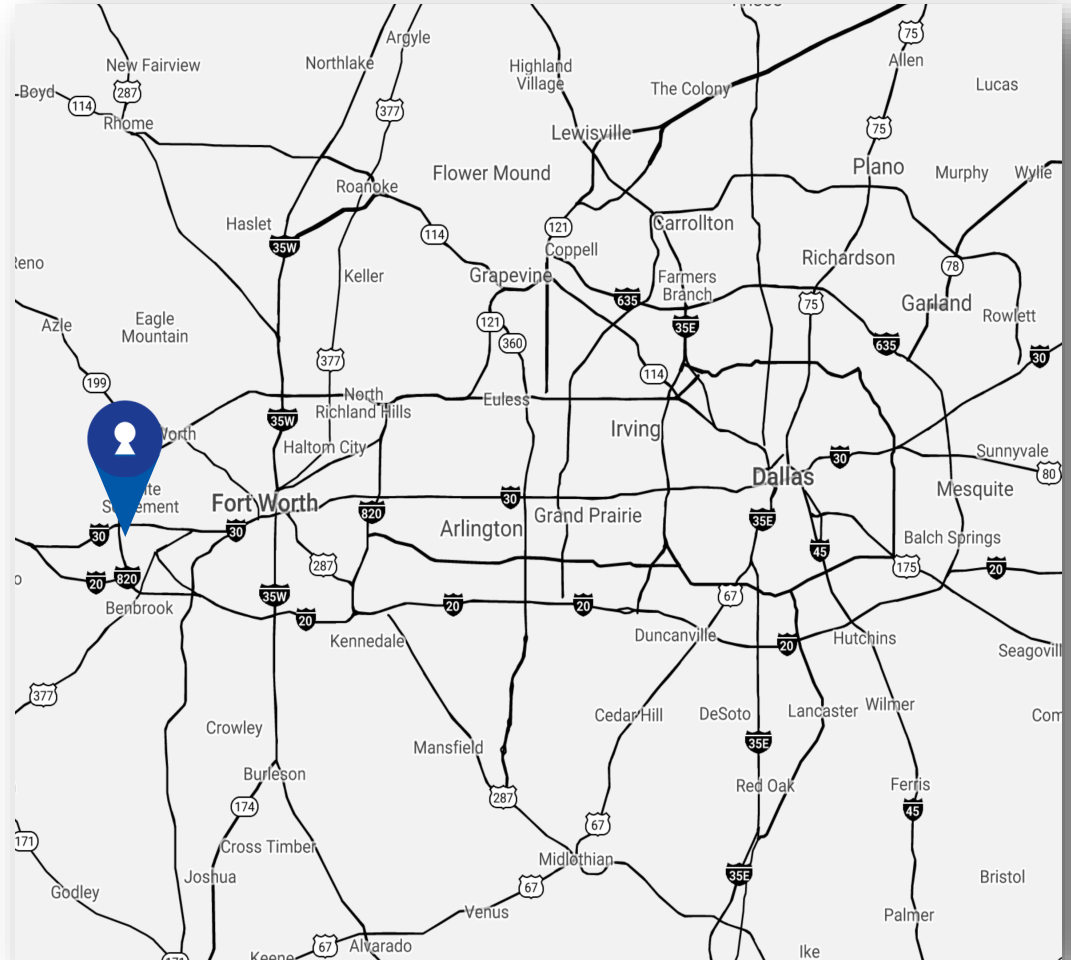 75
Argyle
Allen
New Fairview
Northlake
Highland
Village
Lucas
The Colony
Boyd
287
114
377
Rhome
75
Lewisville
Plano
Flower Mound
Murphy
Wylie
Roanoke
Haslet
121
Carrollton
114
35W
Coppell
Richardson
78
Grapevine
Keller
Farmers
Branch
635
75
Garland
Rowlett
Azle
Eagle
Mountain
121
35E
360
635
30
377
199
114
North
Richland Hills
Euless
35W
Irving
Haltom City
Sunnyvale
30
80
Dallas
Mesquite
Fort Worth
30
820
Grand Prairie
35E
Arlington
30
30
Balch Springs
45
287
175
20
20
820
35W
67
Benbrook
20
20
20
Kennedale
Duncanville
20
Hutchins
Seagovill
377
Cedar Hill
DeSoto
Lancaster
Wilmer
Com
Crowley
Mansfield
35E
Burleson
Red Oak
Ferris
287
174
45
67
171
Cross Timber
Midlothian
35E
Joshua
Bristol
Godley
67
Venus
Palmer
67
Alvarado
Ike
Keene
171